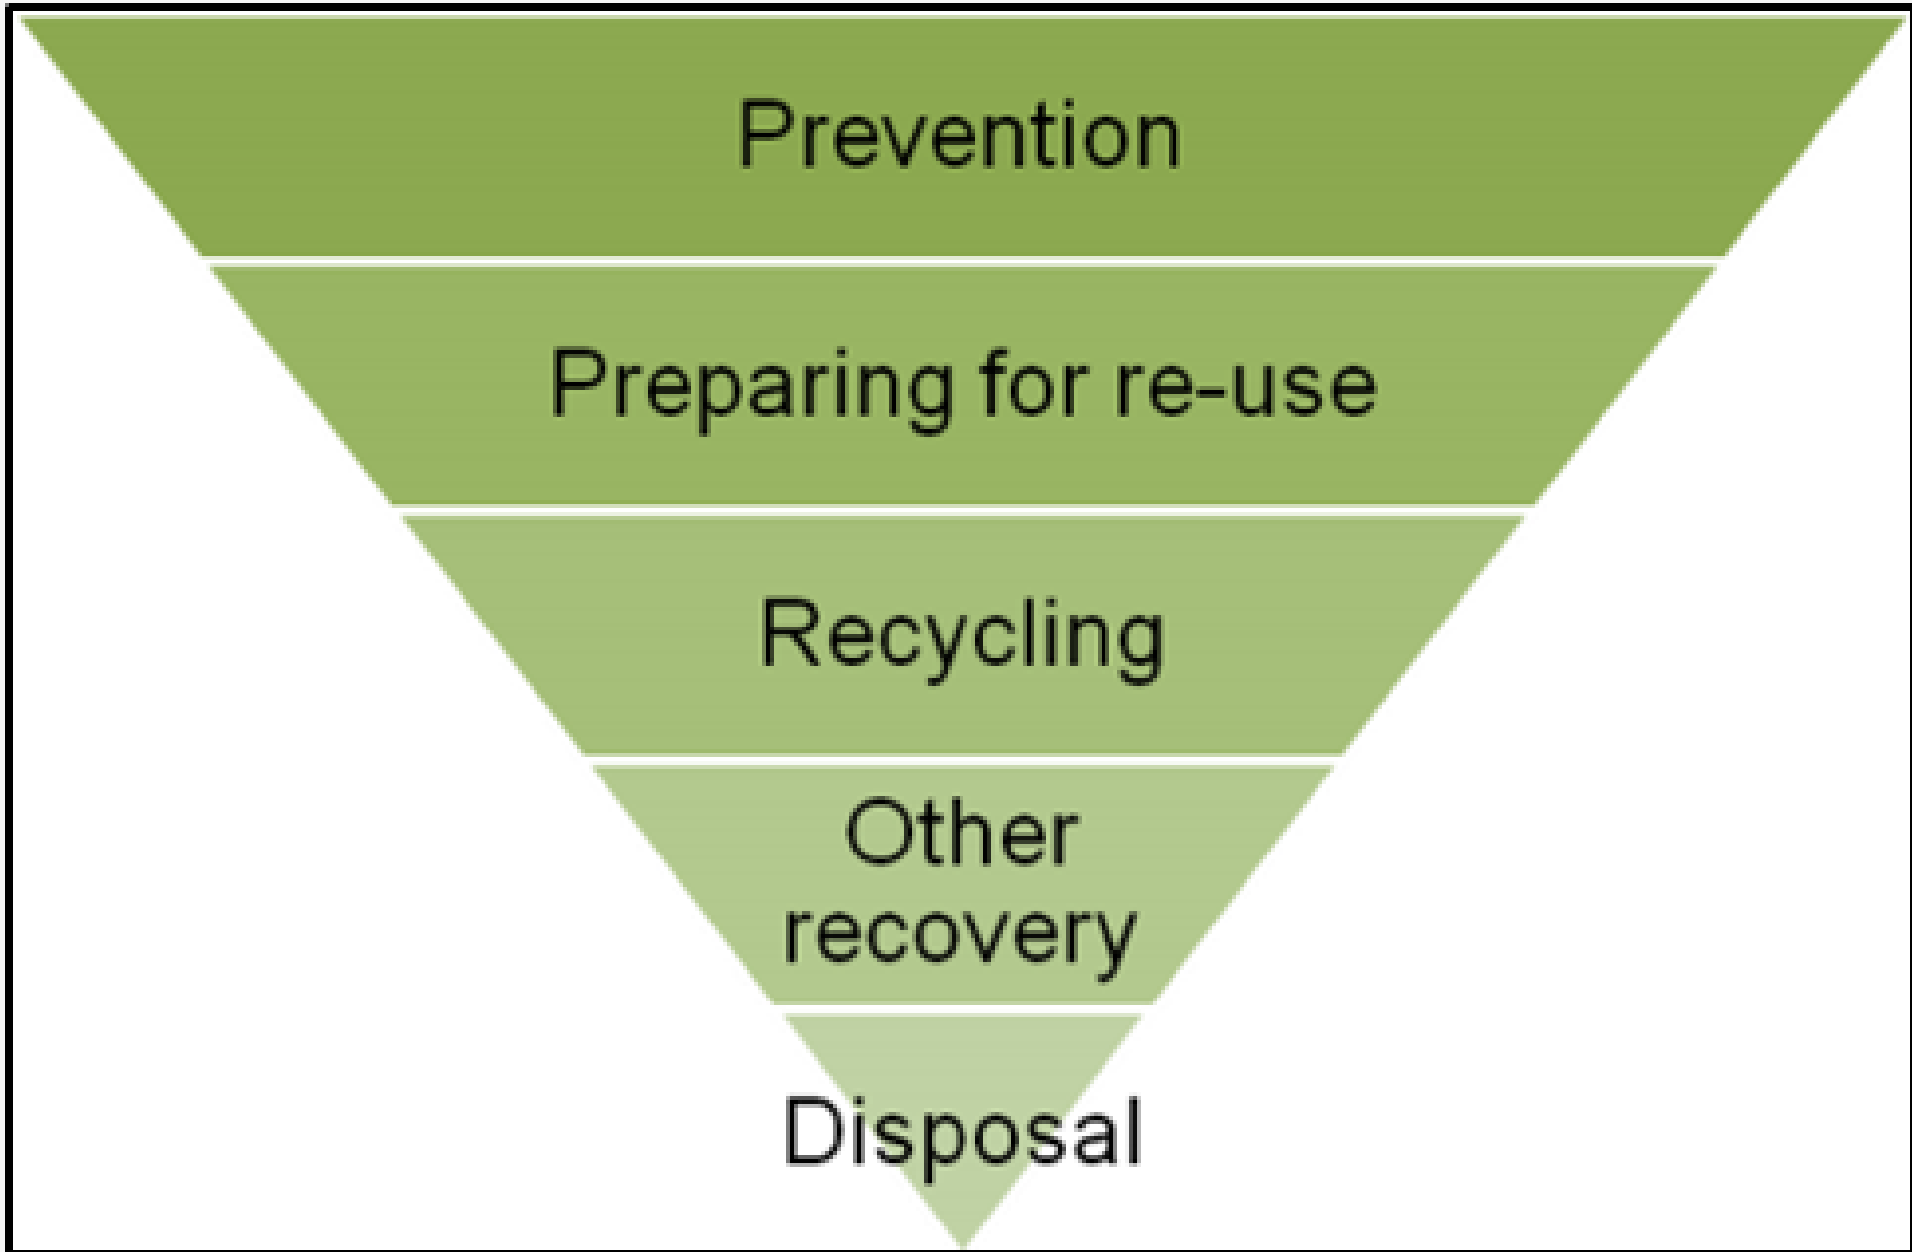 Prevention
Preparing for re-use
Recycling
Other
recovery
Disposal